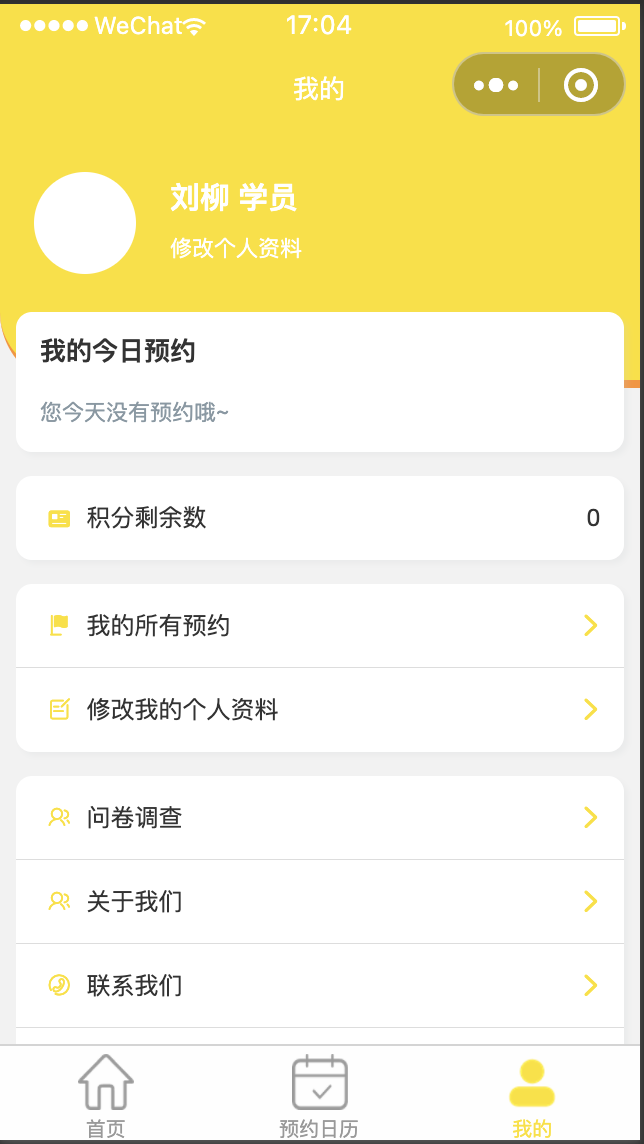 ●●●●● WeChat 17:04 100%
我的
刘柳 学员
修改个人资料
我的今日预约
您今天没有预约哦~
积分剩余数 0
我的所有预约
修改我的个人资料
问卷调查
关于我们
联系我们
首页 预约日历 我的